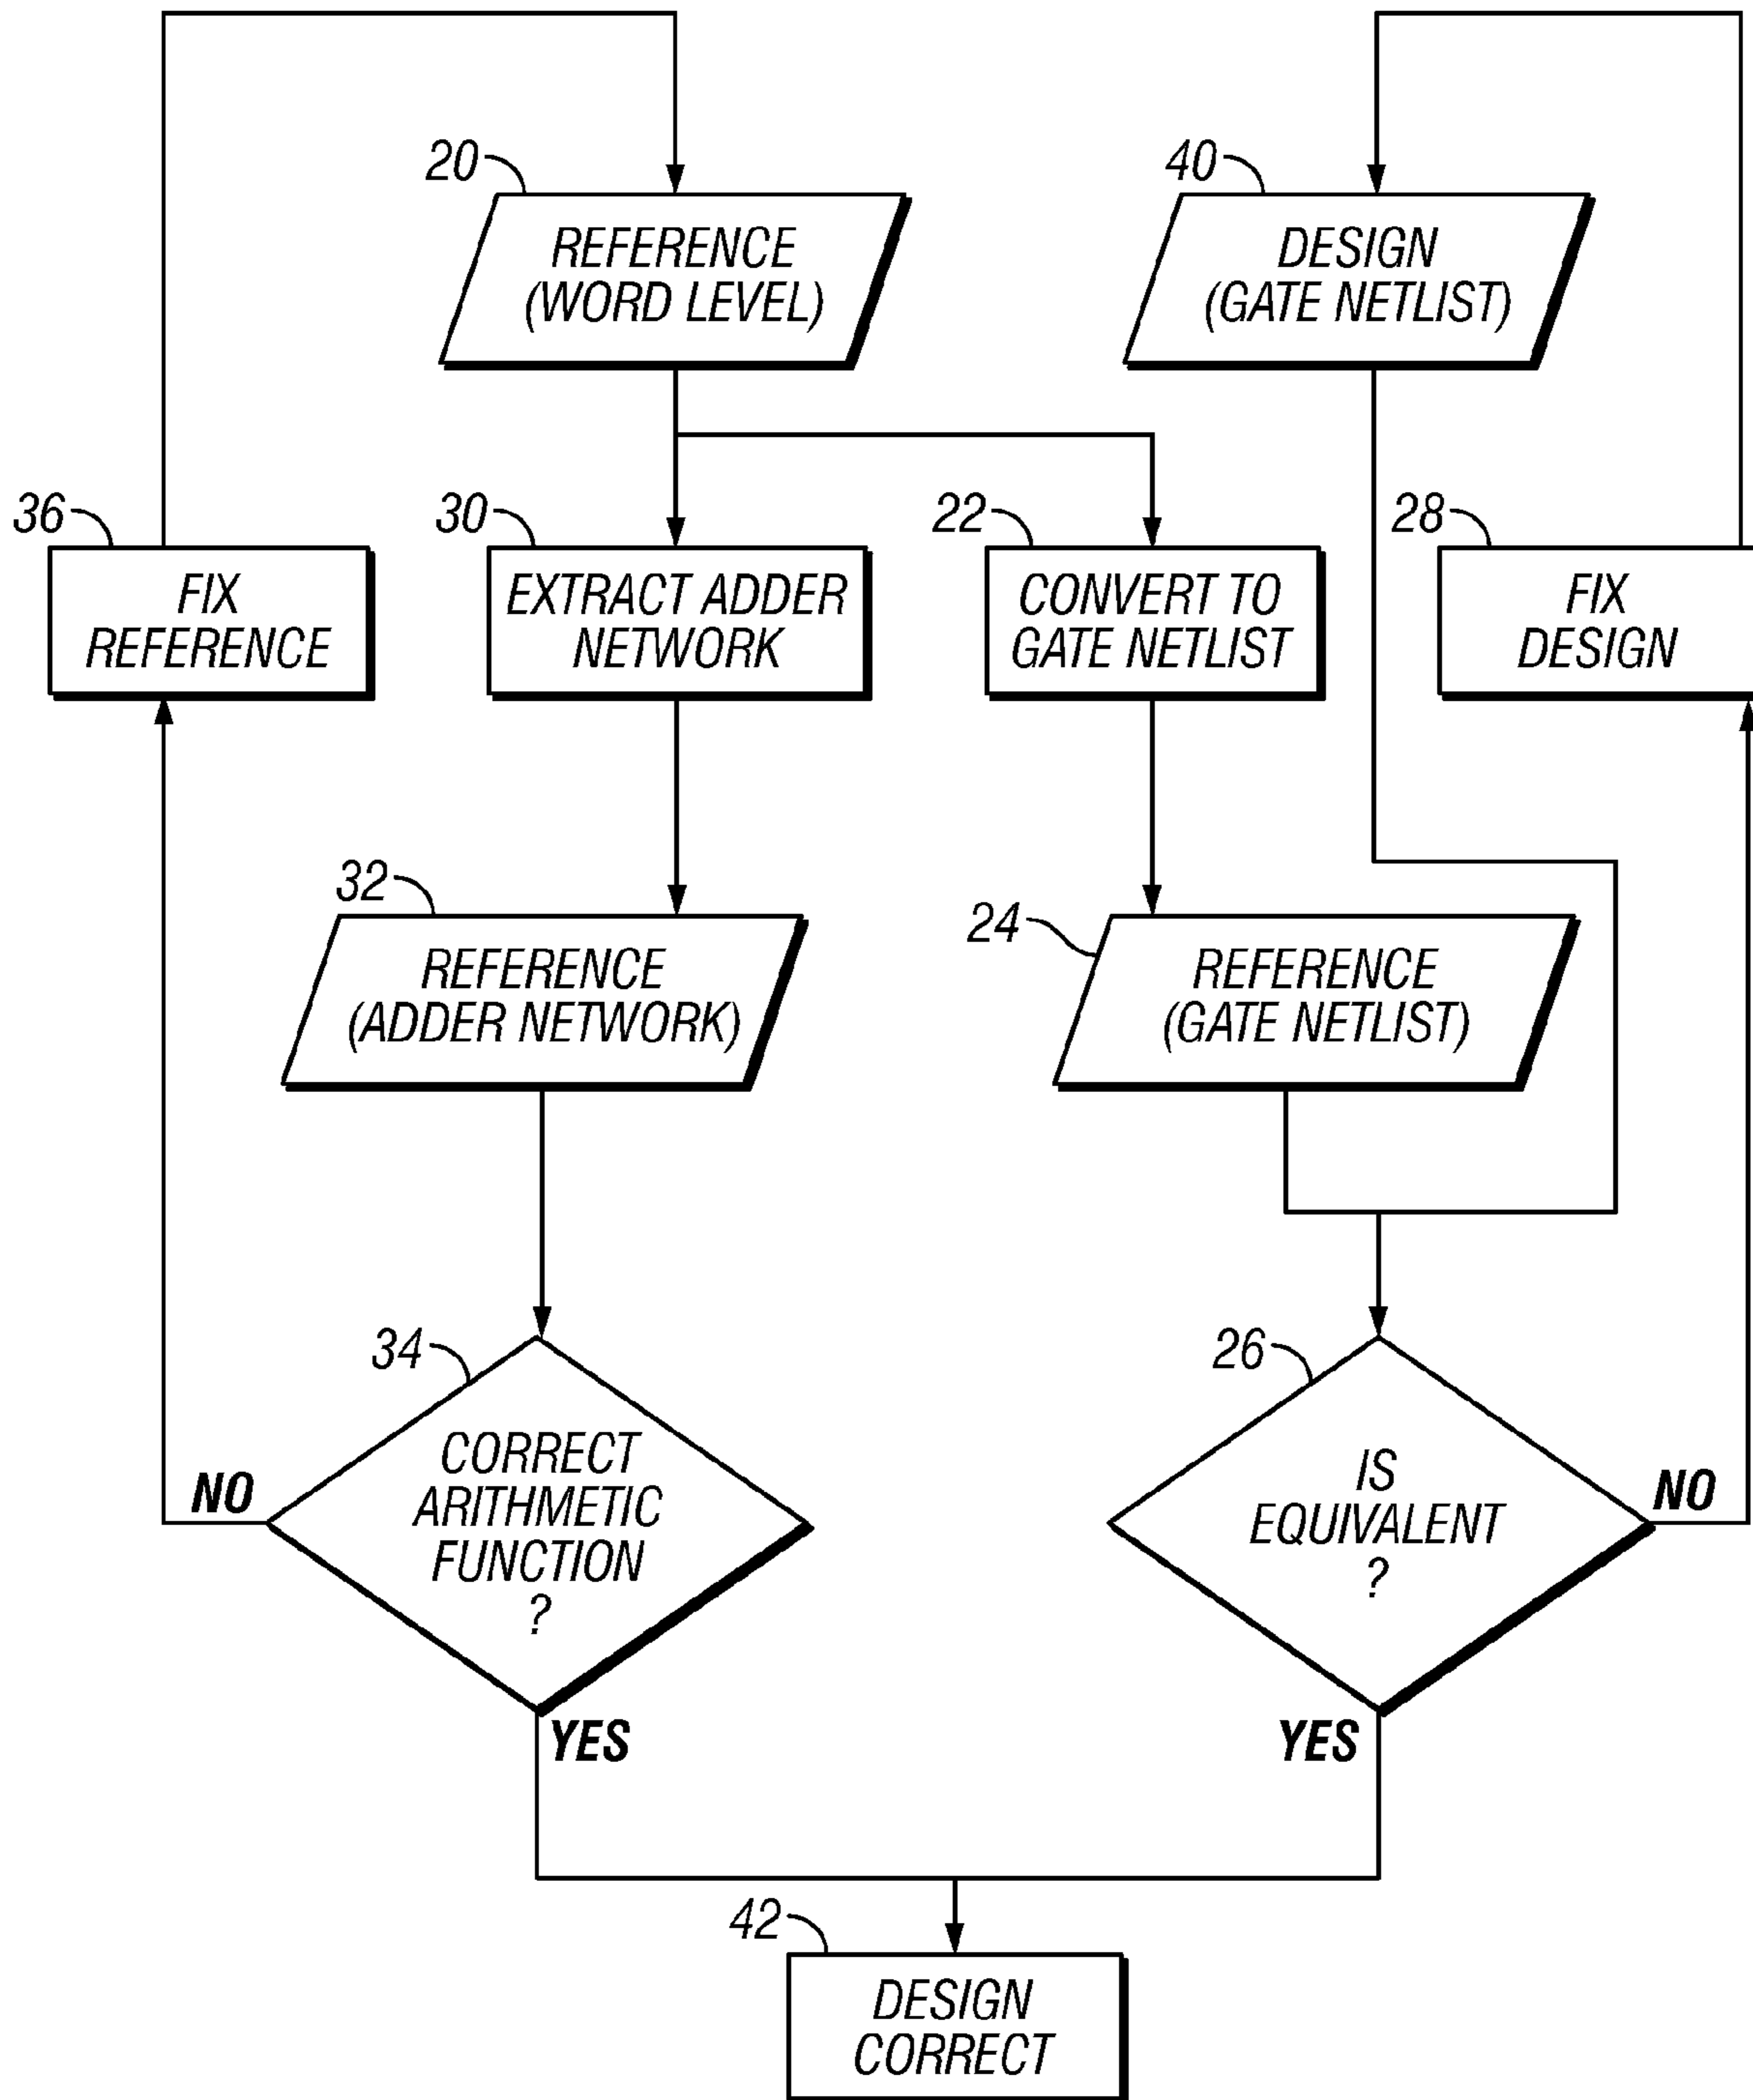 20
REFERENCE
(WORD LEVEL)
40
DESIGN
(GATE NETLIST)
36
FIX
REFERENCE
30
EXTRACT ADDER
NETWORK
22
CONVERT TO
GATE NETLIST
28
FIX
DESIGN
32
REFERENCE
(ADDER NETWORK)
24
REFERENCE
(GATE NETLIST)
34
CORRECT
ARITHMETIC
FUNCTION
?
NO
YES
26
IS
EQUIVALENT
?
NO
YES
42
DESIGN
CORRECT